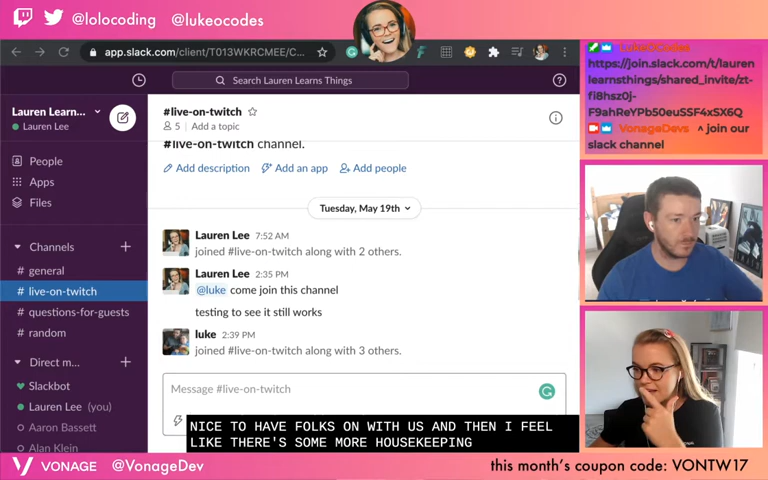 @lolocoding @lukeocodes
app.slack.com/client/T013WKRCMEE/C...
Search Lauren Learns Things
Lauren Learn...
Lauren Lee
People
Apps
Files
Channels
# general
# live-on-twitch
# questions-for-guests
# random
Direct m...
Slackbot
Lauren Lee (you)
Aaron Bassett
Alan Klein
#live-on-twitch
5 | Add a topic
#live-on-twitch channel.
Add description Add an app Add people
Tuesday, May 19th
Lauren Lee 7:52 AM
joined #live-on-twitch along with 2 others.
Lauren Lee 2:35 PM
@luke come join this channel
testing to see it still works
luke 2:39 PM
joined #live-on-twitch along with 3 others.
Message #live-on-twitch
NICE TO HAVE FOLKS ON WITH US AND THEN I FEEL
LIKE THERE'S SOME MORE HOUSEKEEPING
LukeOCodes
https://join.slack.com/t/lauren
learnsthings/shared_invite/zt-
fi8hsz0j-
F9ahReYPb50euSSF4xSX6Q
VonageDevs ^ join our
slack channel
VONAGE @VonageDev
this month's coupon code: VONTW17